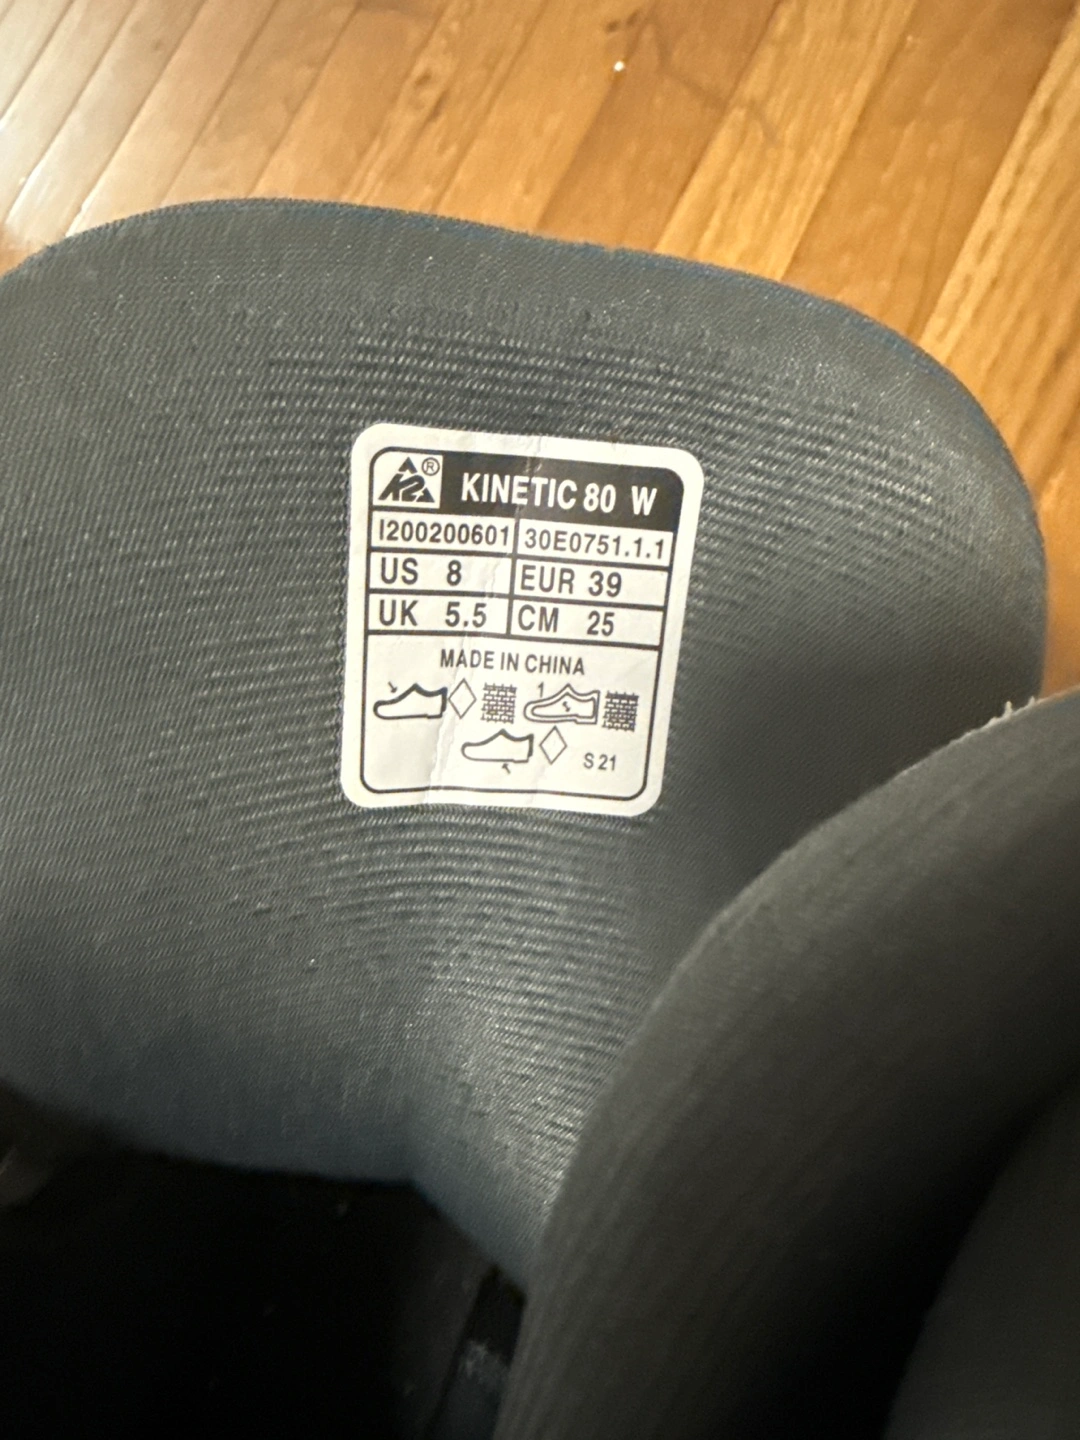 K2 ® KINETIC 80 W
I200200601 30E0751.1.1
US 8 EUR 39
UK 5.5 CM 25
MADE IN CHINA
1
S 21